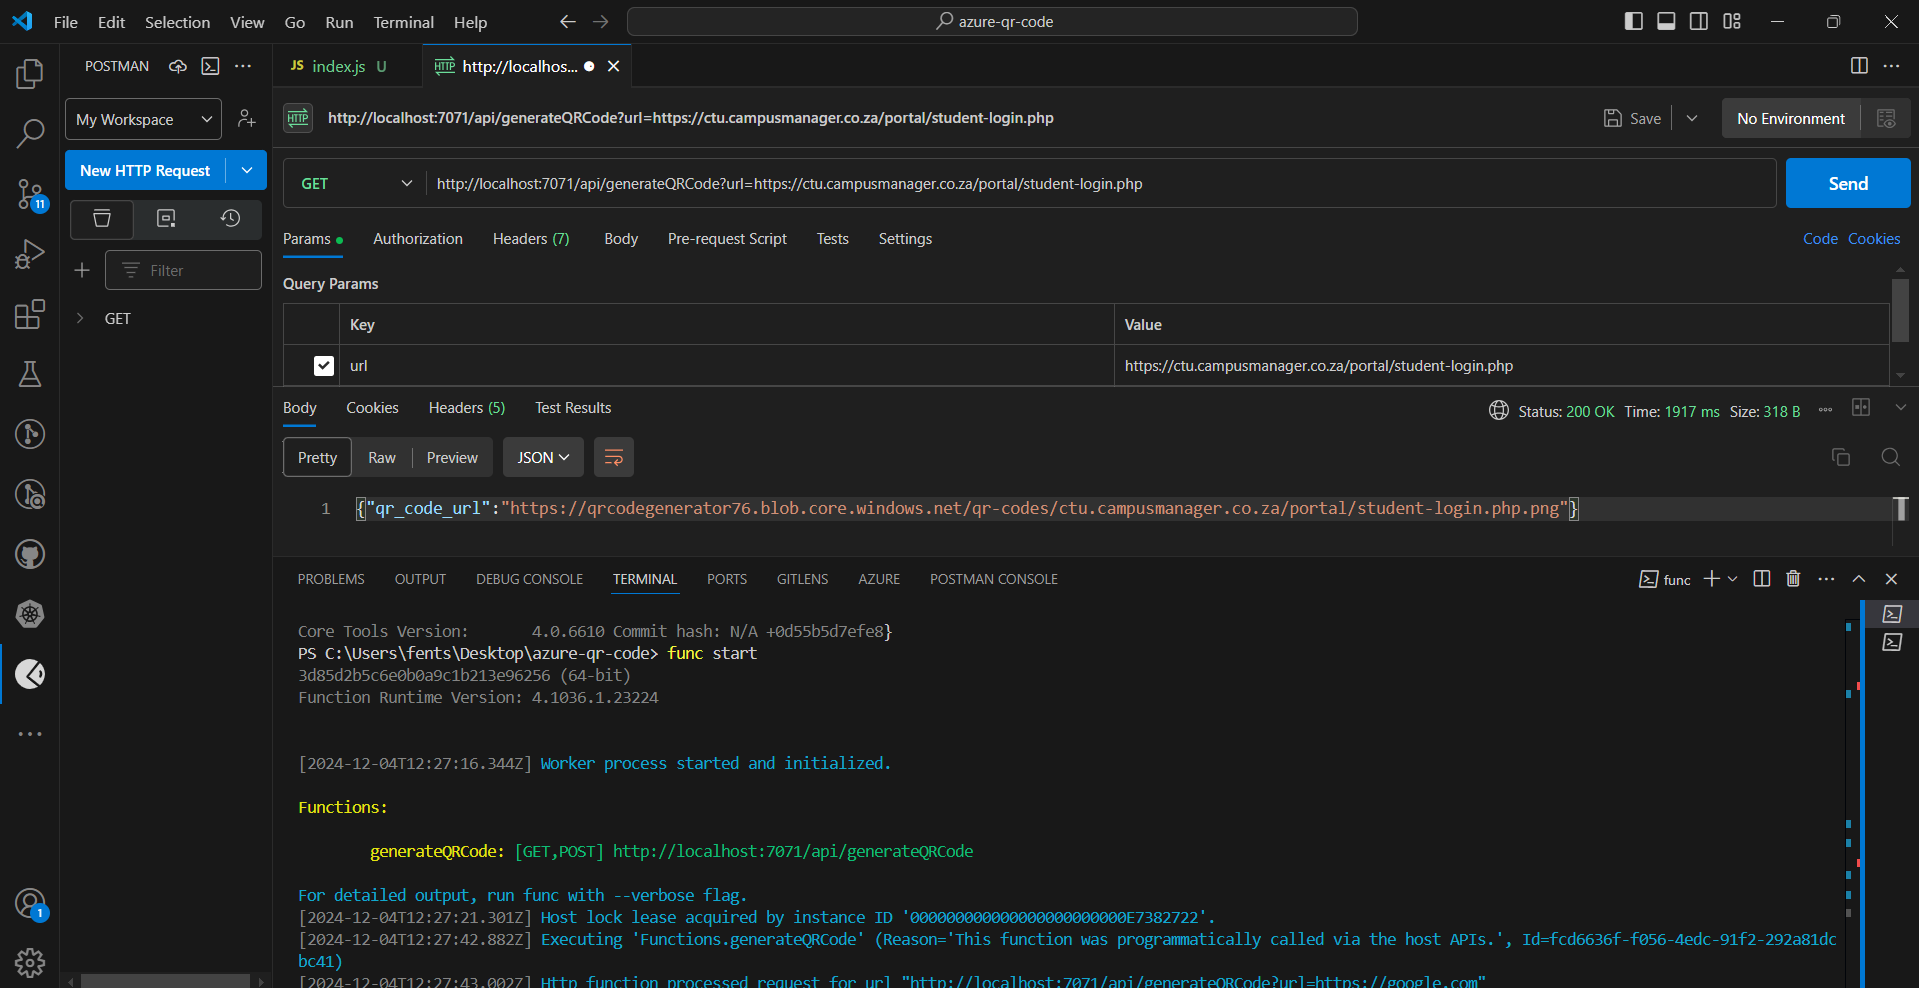 File Edit Selection View Go Run Terminal Help
azure-qr-code
POSTMAN
JS index.js U
HTTP http://localhos...
My Workspace
HTTP http://localhost:7071/api/generateQRCode?url=https://ctu.campusmanager.co.za/portal/student-login.php
Save
No Environment
New HTTP Request
GET
http://localhost:7071/api/generateQRCode?url=https://ctu.campusmanager.co.za/portal/student-login.php
Send
11
Params Authorization Headers (7) Body Pre-request Script Tests Settings
Code Cookies
Filter
Query Params
GET
Key Value
url https://ctu.campusmanager.co.za/portal/student-login.php
Body Cookies Headers (5) Test Results
Status: 200 OK Time: 1917 ms Size: 318 B
Pretty Raw Preview JSON
1 {"qr_code_url":"https://qrcodegenerator76.blob.core.windows.net/qr-codes/ctu.campusmanager.co.za/portal/student-login.php.png"}
PROBLEMS OUTPUT DEBUG CONSOLE TERMINAL PORTS GITLENS AZURE POSTMAN CONSOLE
func
Core Tools Version: 4.0.6610 Commit hash: N/A +0d55b5d7efe8}
PS C:\Users\fents\Desktop\azure-qr-code> func start
3d85d2b5c6e0b0a9c1b213e96256 (64-bit)
Function Runtime Version: 4.1036.1.23224
[2024-12-04T12:27:16.344Z] Worker process started and initialized.
Functions:
generateQRCode: [GET,POST] http://localhost:7071/api/generateQRCode
For detailed output, run func with --verbose flag.
[2024-12-04T12:27:21.301Z] Host lock lease acquired by instance ID '000000000000000000000000E7382722'.
1
[2024-12-04T12:27:42.882Z] Executing 'Functions.generateQRCode' (Reason='This function was programmatically called via the host APIs.', Id=fcd6636f-f056-4edc-91f2-292a81dc
bc41)
[2024-12-04T12:27:43.002Z] Http function processed request for url "http://localhost:7071/api/generateQRCode?url=https://google.com"